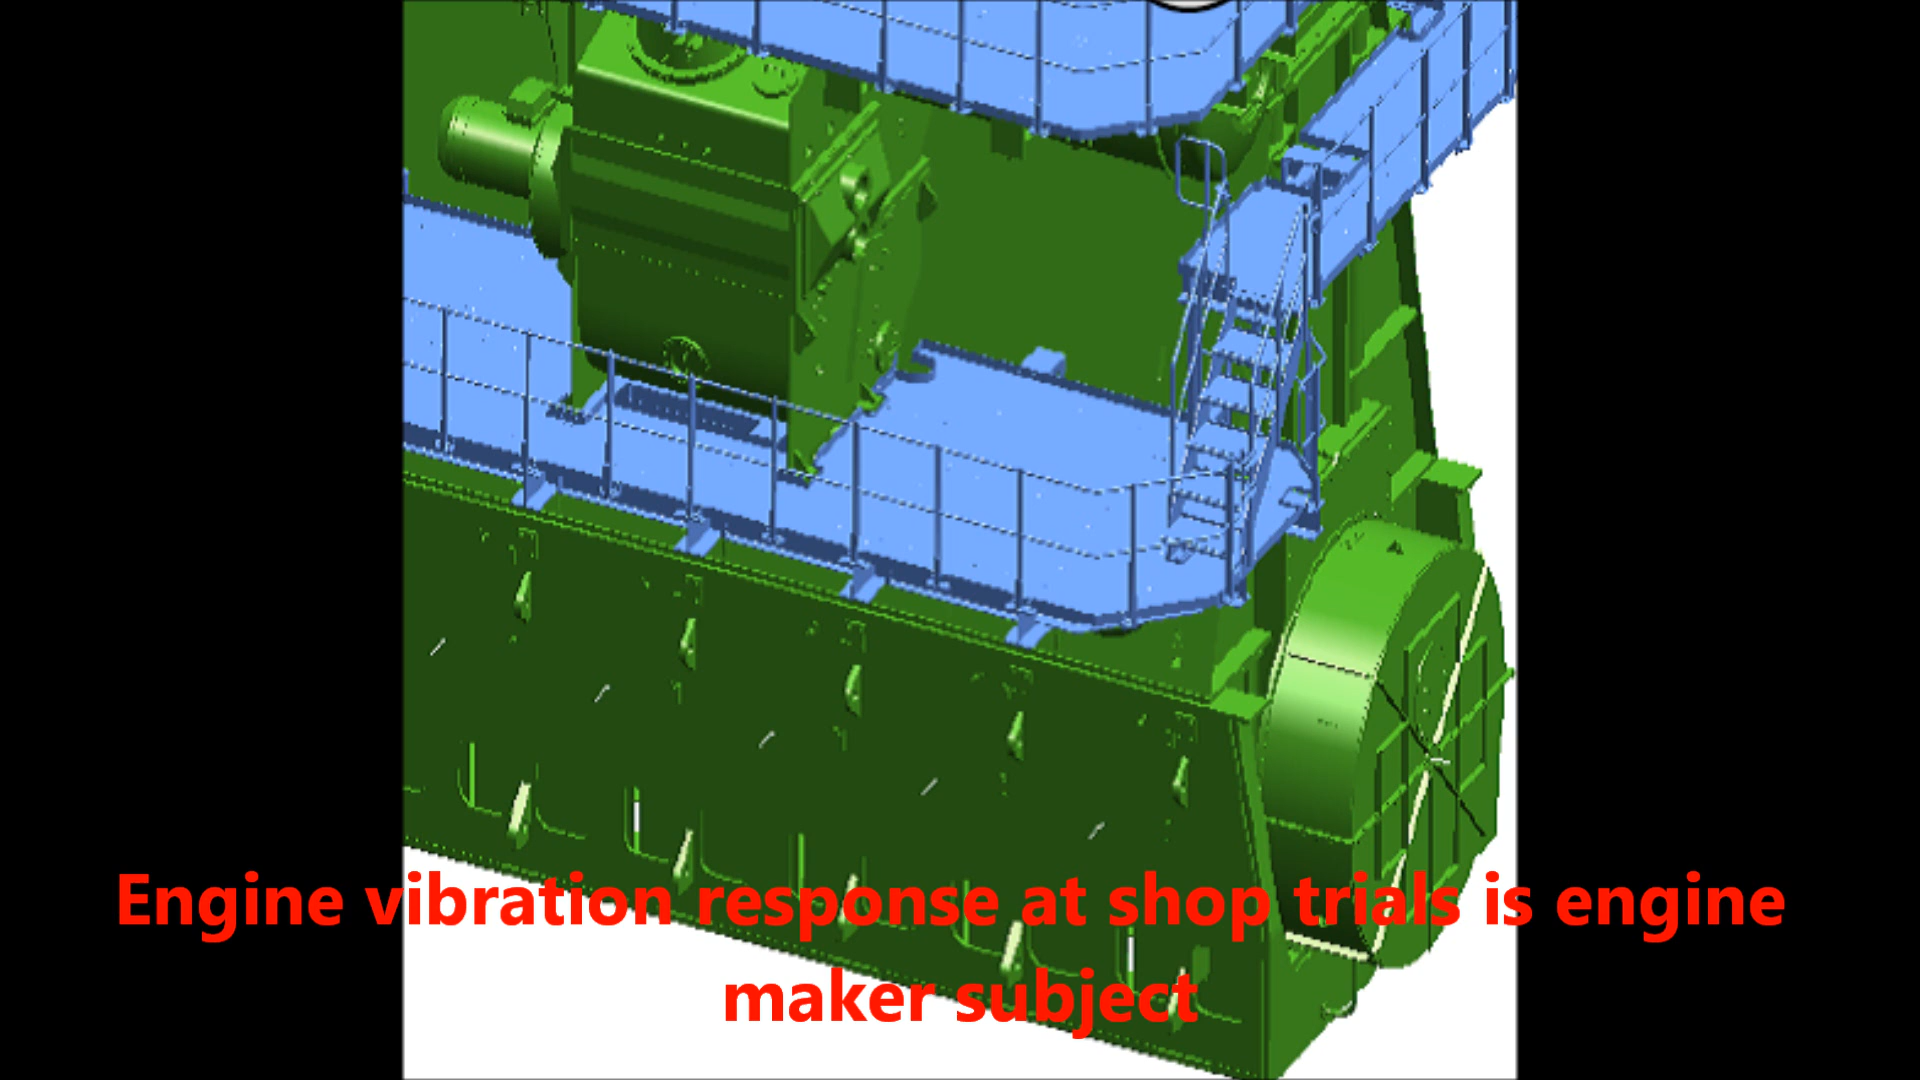 Engine vibration response at shop trials is engine
maker subject